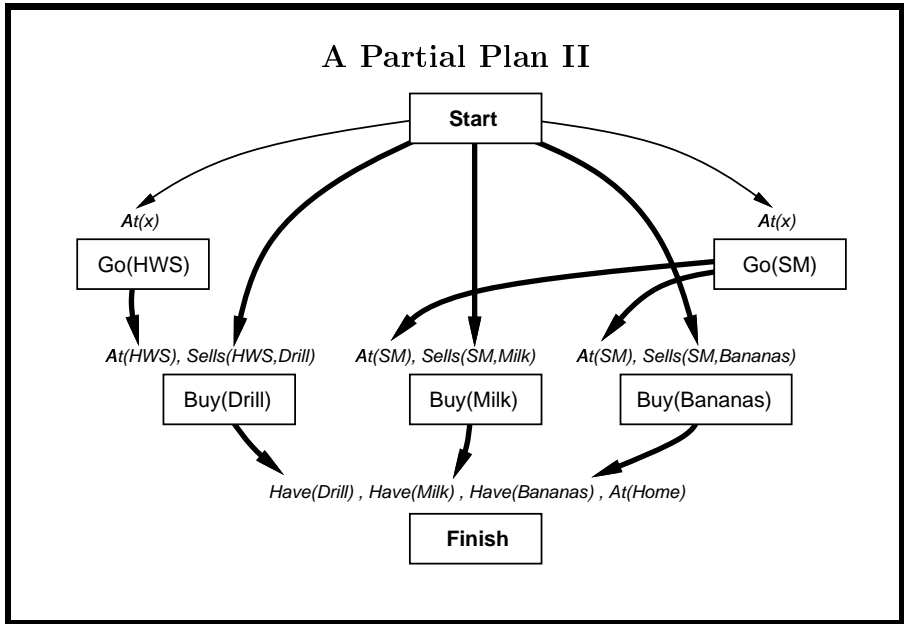 A Partial Plan II
Start
At(x)
At(x)
Go(HWS)
Go(SM)
At(HWS), Sells(HWS,Drill)
At(SM), Sells(SM,Milk)
At(SM), Sells(SM,Bananas)
Buy(Drill)
Buy(Milk)
Buy(Bananas)
Have(Drill) , Have(Milk) , Have(Bananas) , At(Home)
Finish